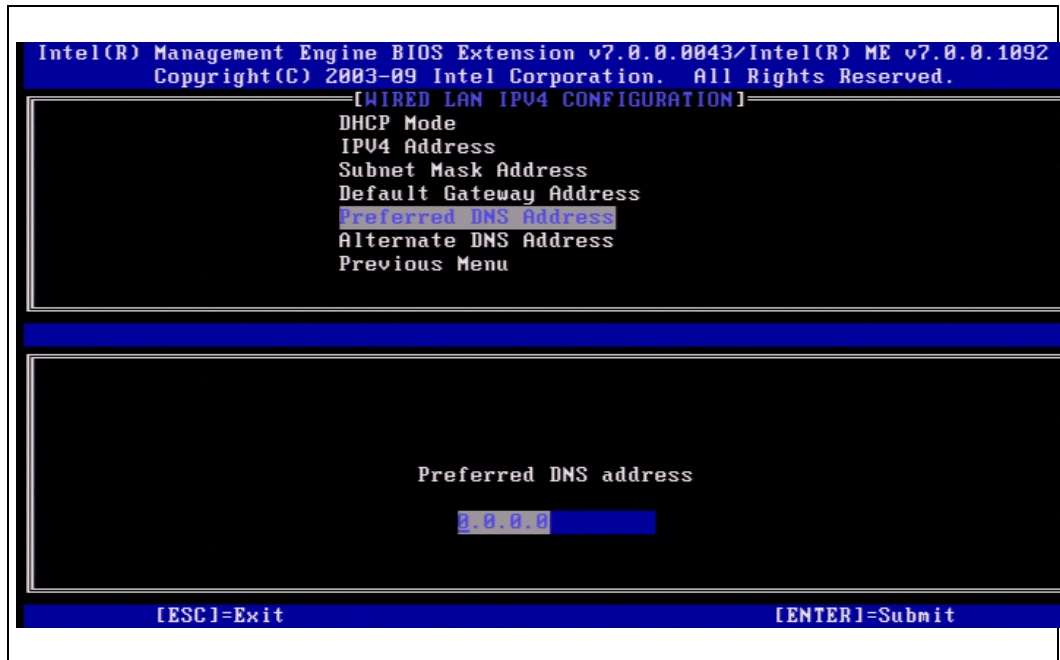 Intel(R) Management Engine BIOS Extension v7.0.0.0043/Intel(R) ME v7.0.0.1092
Copyright(C) 2003-09 Intel Corporation. All Rights Reserved.
[WIRED LAN IPV4 CONFIGURATION]
DHCP Mode
IPV4 Address
Subnet Mask Address
Default Gateway Address
Preferred DNS Address
Alternate DNS Address
Previous Menu
Preferred DNS address
0.0.0.0
[ESC]=Exit [ENTER]=Submit